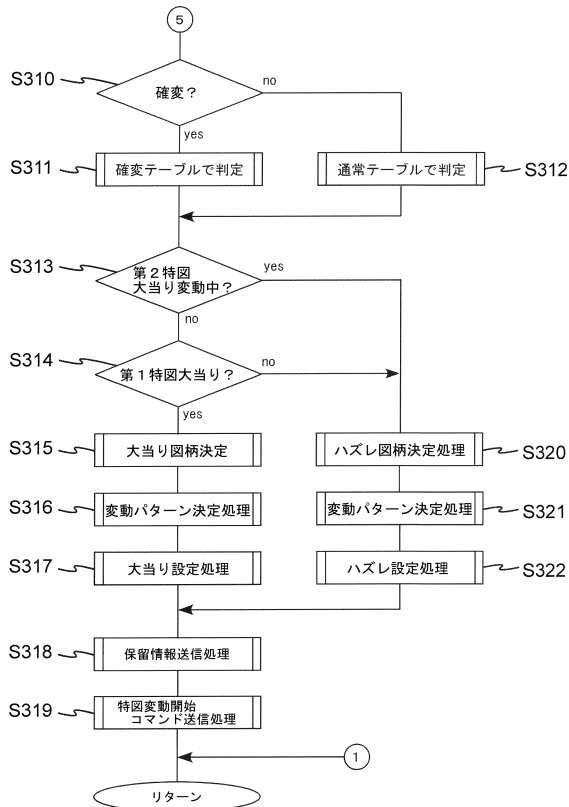 5
S310
確変？
no
yes
S311
確変テーブルで判定
通常テーブルで判定
S312
S313
第２特図
大当り変動中？
yes
no
S314
第１特図大当り？
no
yes
S315
大当り図柄決定
ハズレ図柄決定処理
S320
S316
変動パターン決定処理
変動パターン決定処理
S321
S317
大当り設定処理
ハズレ設定処理
S322
S318
保留情報送信処理
S319
特図変動開始
コマンド送信処理
1
リターン